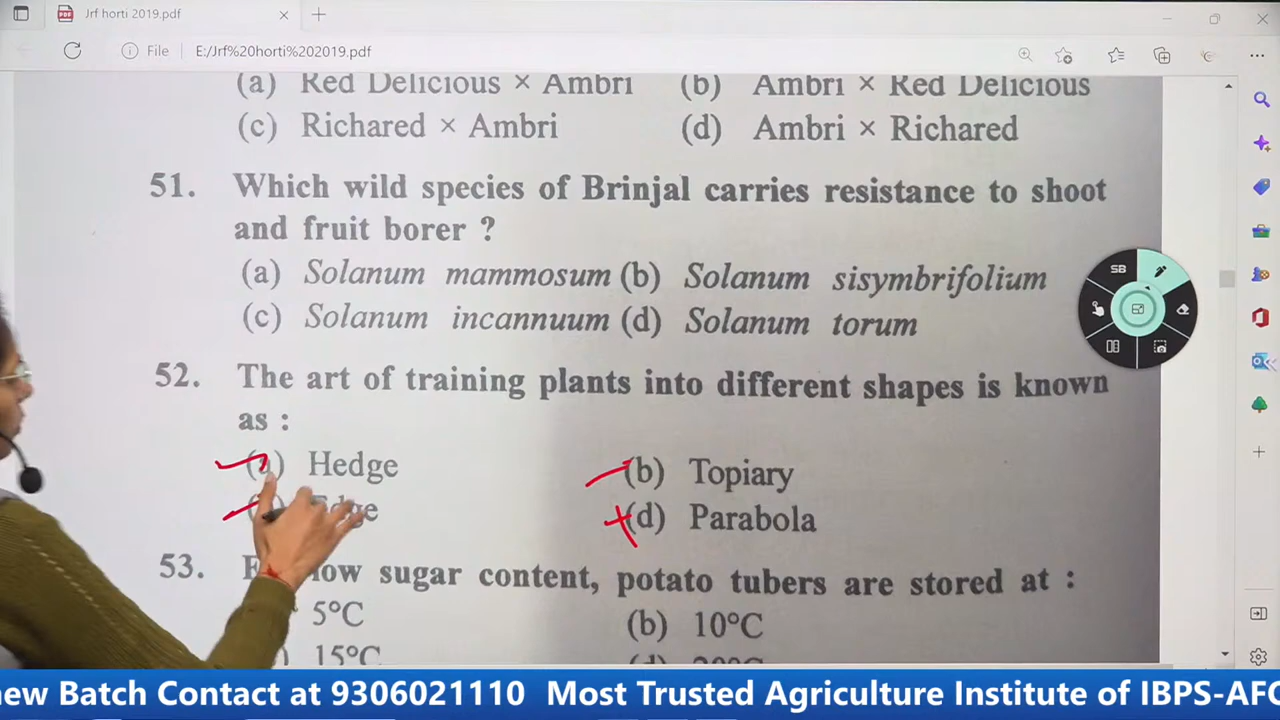 Jrf horti 2019.pdf
File E:/Jrf%20horti%202019.pdf
(a) Red Delicious × Ambri (b) Ambri × Red Delicious
(c) Richared × Ambri (d) Ambri × Richared
51. Which wild species of Brinjal carries resistance to shoot
and fruit borer ?
(a) Solanum mammosum (b) Solanum sisymbrifolium
(c) Solanum incannuum (d) Solanum torum
SB
52. The art of training plants into different shapes is known
as :
(a) Hedge (b) Topiary
(d) Parabola
53. low sugar content, potato tubers are stored at :
5°C (b) 10°C
15°C
new Batch Contact at 9306021110 Most Trusted Agriculture Institute of IBPS-AFO